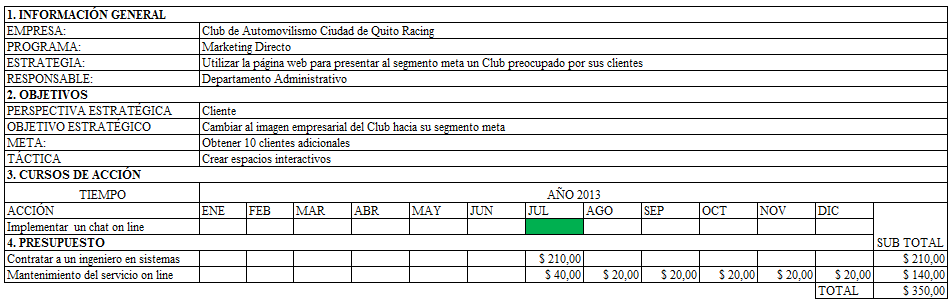 1. INFORMACIÓN GENERAL
EMPRESA: Club de Automovilismo Ciudad de Quito Racing
PROGRAMA: Marketing Directo
ESTRATEGIA: Utilizar la página web para presentar al segmento meta un Club preocupado por sus clientes
RESPONSABLE: Departamento Administrativo
2. OBJETIVOS
PERSPECTIVA ESTRATÉGICA Cliente
OBJETIVO ESTRATÉGICO Cambiar al imagen empresarial del Club hacia su segmento meta
META: Obtener 10 clientes adicionales
TÁCTICA Crear espacios interactivos
3. CURSOS DE ACCIÓN
TIEMPO AÑO 2013
ACCIÓN ENE FEB MAR ABR MAY JUN JUL AGO SEP OCT NOV DIC
Implementar un chat on line
4. PRESUPUESTO SUB TOTAL
Contratar a un ingeniero en sistemas $ 210,00 $ 210,00
Mantenimiento del servicio on line $ 40,00 $ 20,00 $ 20,00 $ 20,00 $ 20,00 $ 20,00 $ 140,00
TOTAL $ 350,00